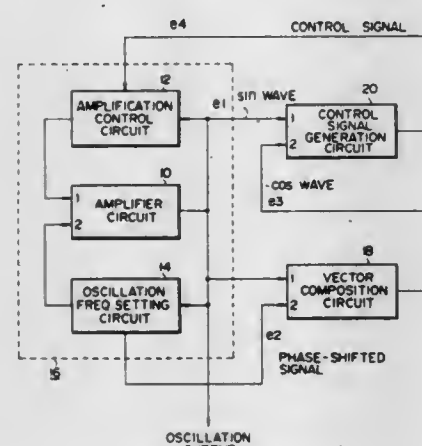 e4
CONTROL SIGNAL
12
AMPLIFICATION
CONTROL
CIRCUIT
e1
sin WAVE
20
1
2
CONTROL
SIGNAL
GENERATION
CIRCUIT
-COS WAVE
e3
10
1
2
AMPLIFIER
CIRCUIT
14
OSCILLATION
FREQ SETTING
CIRCUIT
18
1
2
VECTOR
COMPOSITION
CIRCUIT
e2
PHASE-SHIFTED
SIGNAL
16
OSCILLATION